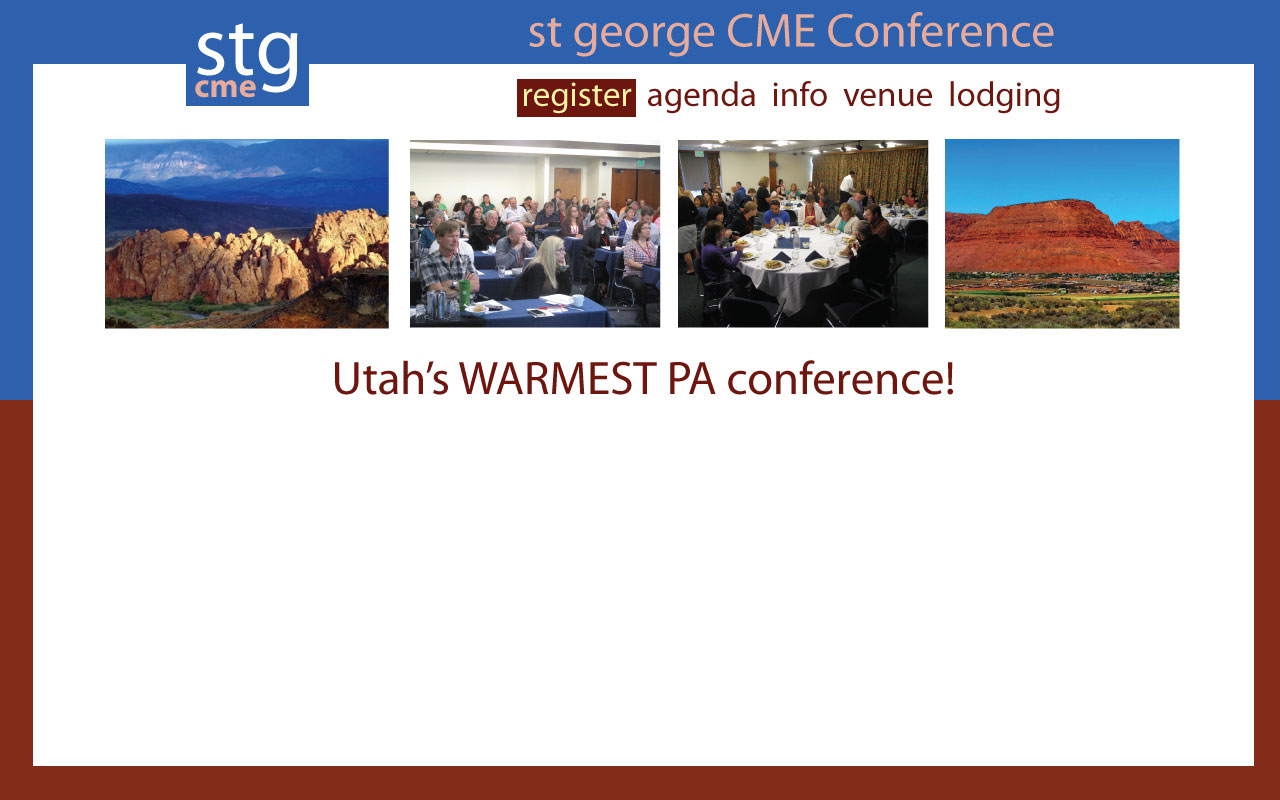 stg
cme
st george CME Conference
register agenda info venue lodging
Utah’s WARMEST PA conference!